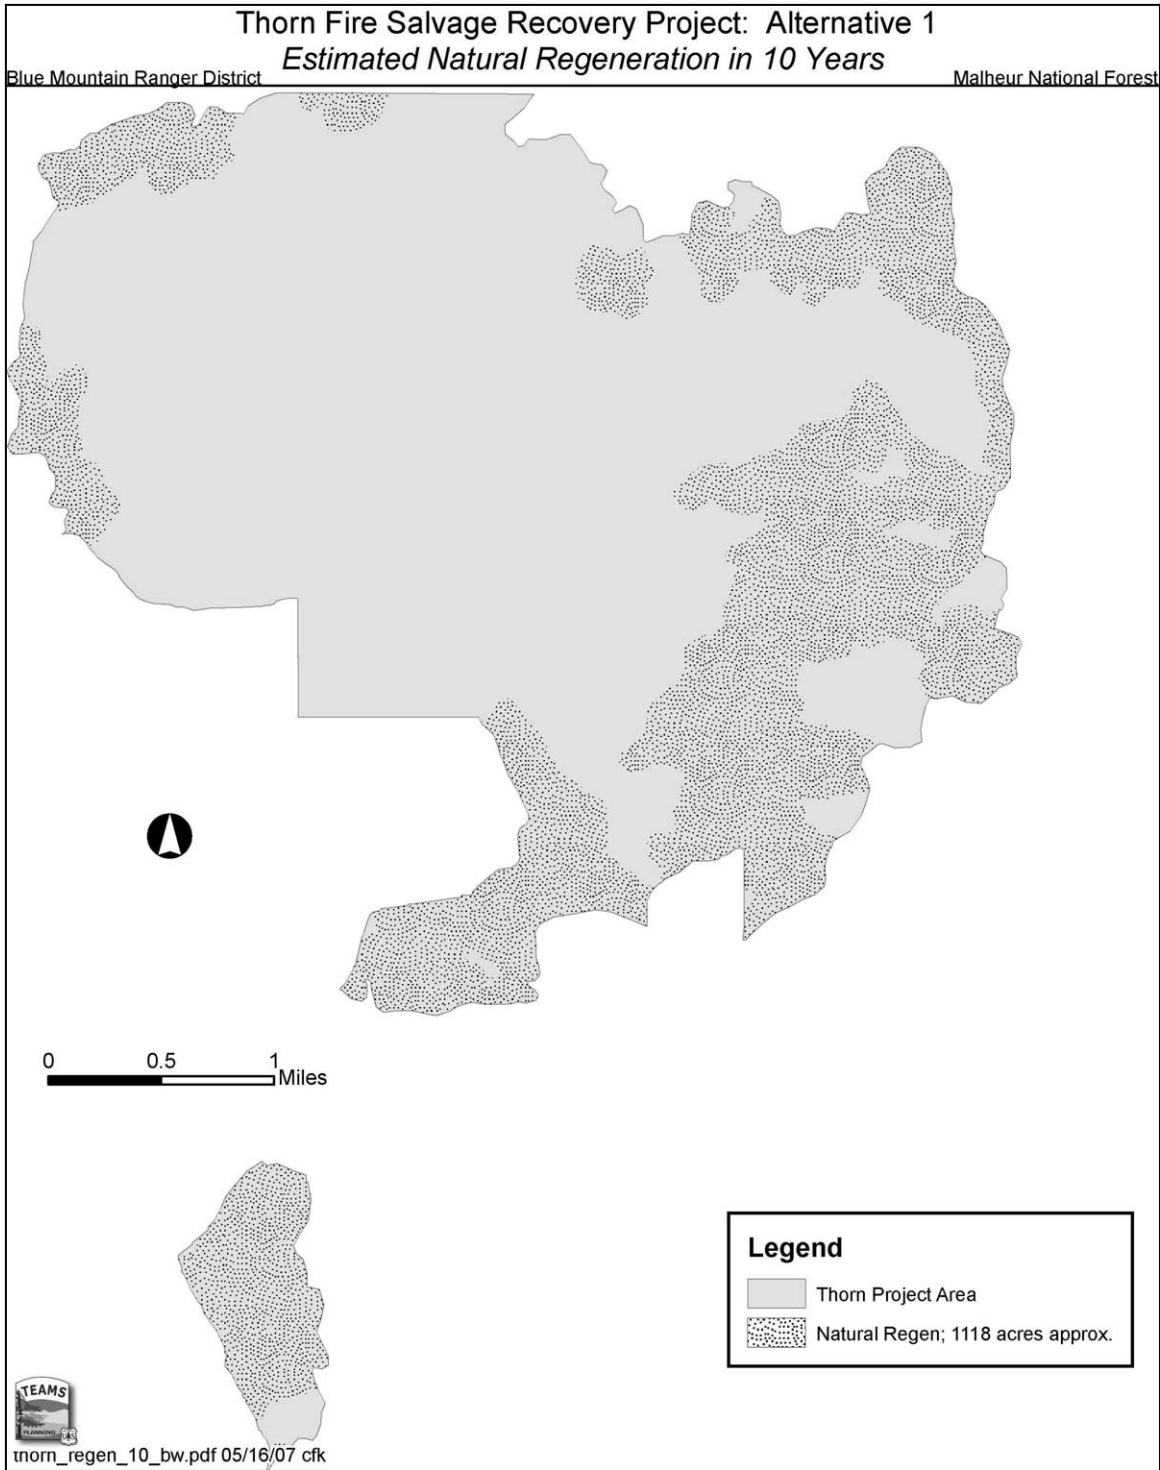 Thorn Fire Salvage Recovery Project: Alternative 1
Estimated Natural Regeneration in 10 Years
Blue Mountain Ranger District
Malheur National Forest
0 0.5 1
Miles
Legend
Thorn Project Area
Natural Regen; 1118 acres approx.
TEAMS
PLANNING
thorn_regen_10_bw.pdf 05/16/07 cfk